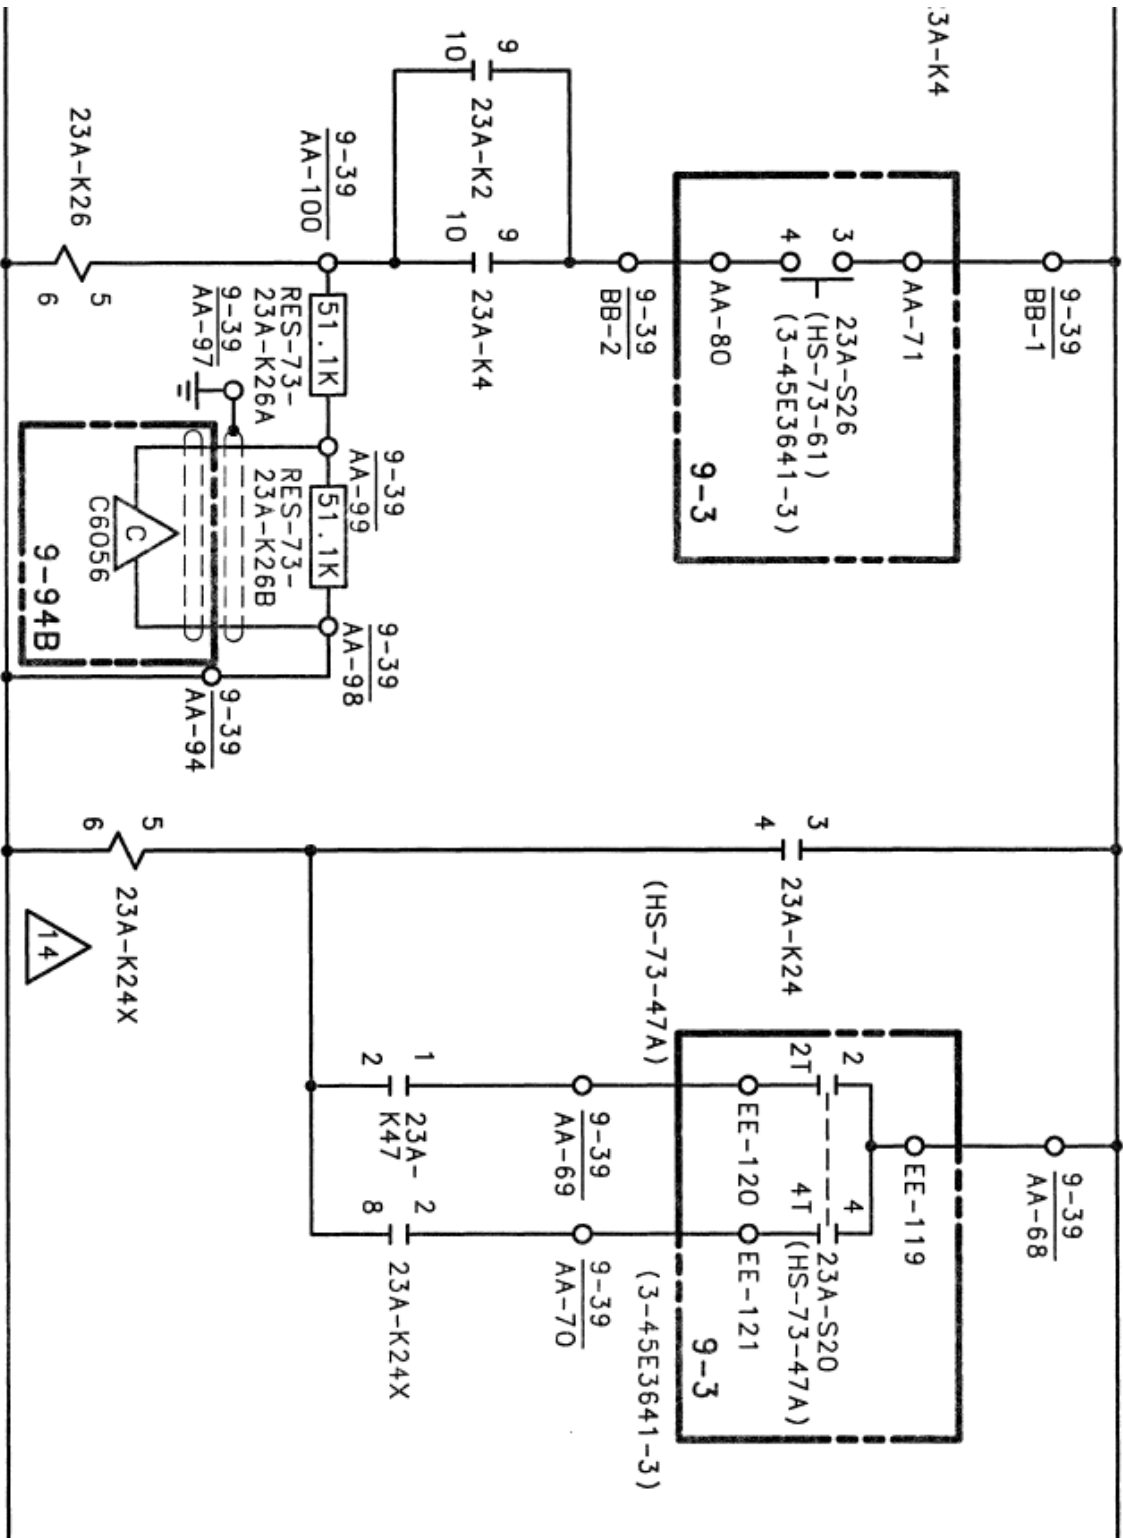 :3A-K4
9-39
BB-1
AA-71
3
4
23A-S26
(HS-73-61)
(3-45E3641-3)
AA-80
9-3
9-39
BB-2
9
10
23A-K2
9
10
23A-K4
9-39
AA-100
51.1K
RES-73-
23A-K26A
9-39
AA-97
9-39
AA-99
51.1K
RES-73-
23A-K26B
9-39
AA-98
C
C6056
9-94B
9-39
AA-94
23A-K26
5
6
3
4
23A-K24
5
6
23A-K24X
14
9-39
AA-68
EE-119
2
2T
4
4T
23A-S20
(HS-73-47A)
EE-120
EE-121
9-3
(HS-73-47A)
(3-45E3641-3)
9-39
AA-69
9-39
AA-70
1
2
23A-
K47
2
8
23A-K24X